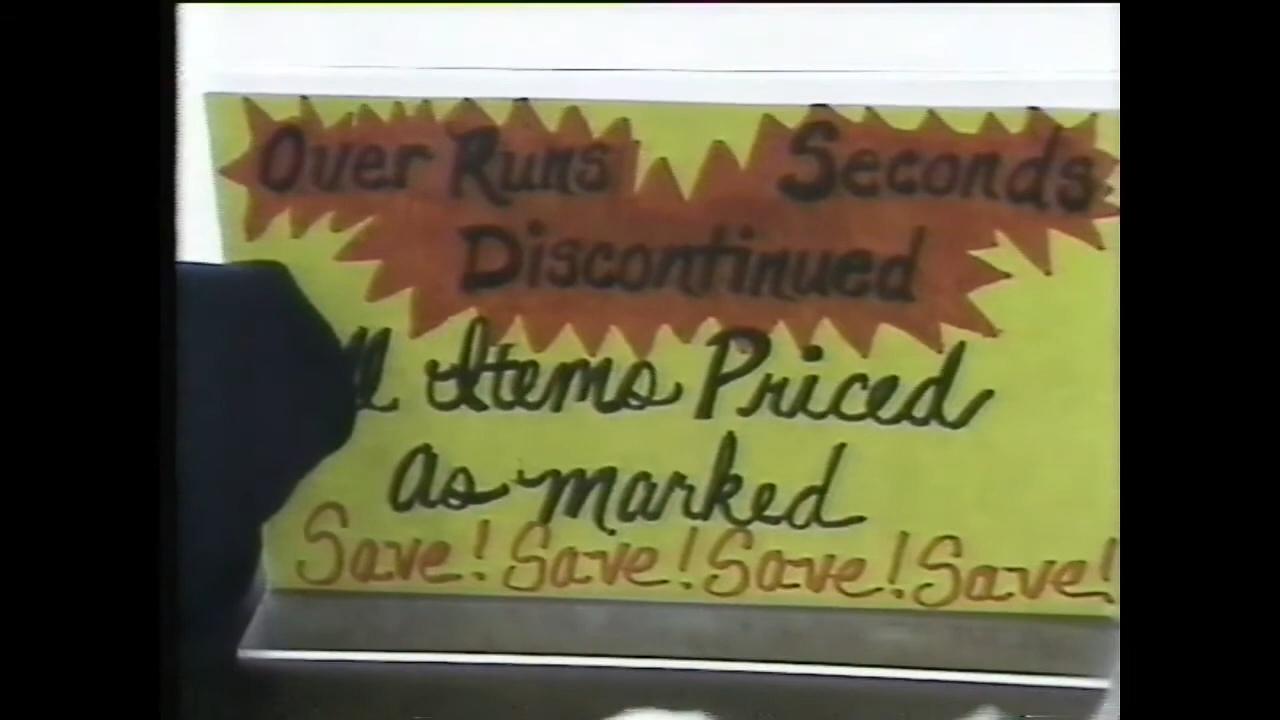 Over Runs Seconds
Discontinued
Items Priced
as marked
Save! Save! Save! Save!